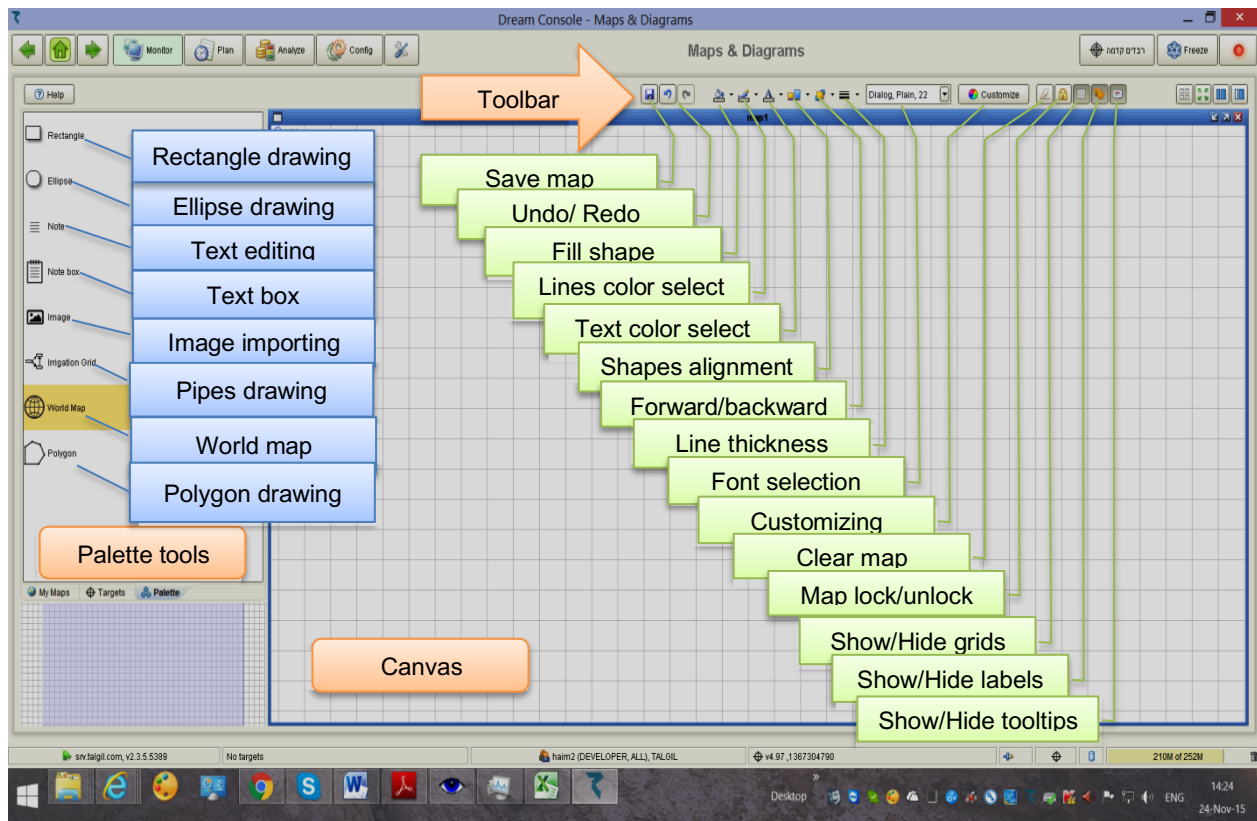 Dream Console - Maps & Diagrams
Monitor
Plan
Analyze
Config
Maps & Diagrams
רבדים קדמה
Freeze
Help
Toolbar
Dialog, Plain, 22
Customize
map1
Rectangle
Ellipse
Note
Note box
Image
Irrigation Grid
World Map
Polygon
Rectangle drawing
Ellipse drawing
Text editing
Text box
Image importing
Pipes drawing
World map
Polygon drawing
Save map
Undo/ Redo
Fill shape
Lines color select
Text color select
Shapes alignment
Forward/backward
Line thickness
Font selection
Customizing
Clear map
Map lock/unlock
Show/Hide grids
Show/Hide labels
Show/Hide tooltips
Palette tools
My Maps
Targets
Palette
Canvas
srv.talgil.com, v2.3.5.5389
No targets
haim2 (DEVELOPER, ALL), TALGIL
v4.97 ,1367304790
210M of 252M
Desktop
ENG
14:24
24-Nov-15